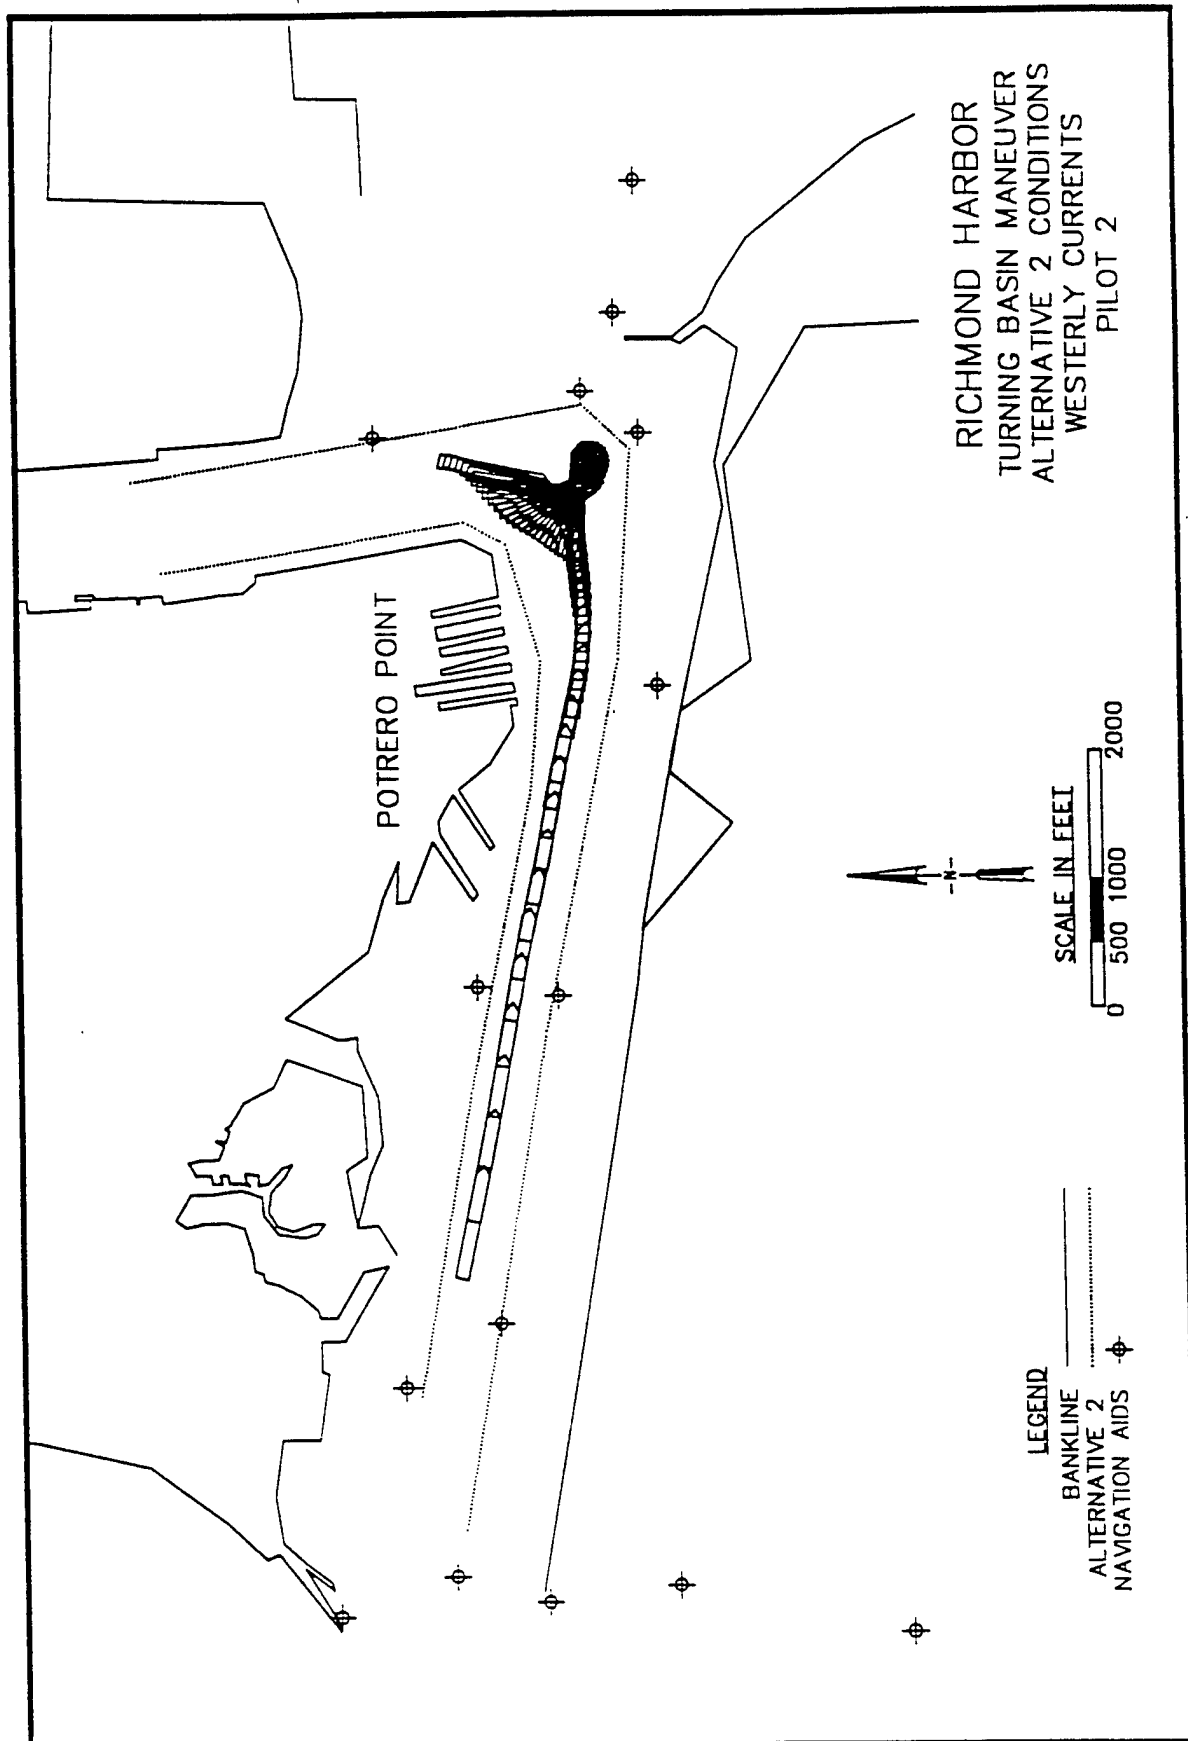 RICHMOND HARBOR
TURNING BASIN MANEUVER
ALTERNATIVE 2 CONDITIONS
WESTERLY CURRENTS
PILOT 2
POTRERO POINT
-N-
SCALE IN FEET
0 500 1000 2000
LEGEND
BANKLINE
ALTERNATIVE 2
NAVIGATION AIDS